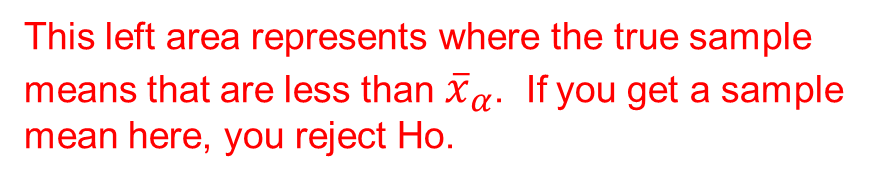 This left area represents where the true sample
means that are less than x̄α. If you get a sample
mean here, you reject Ho.